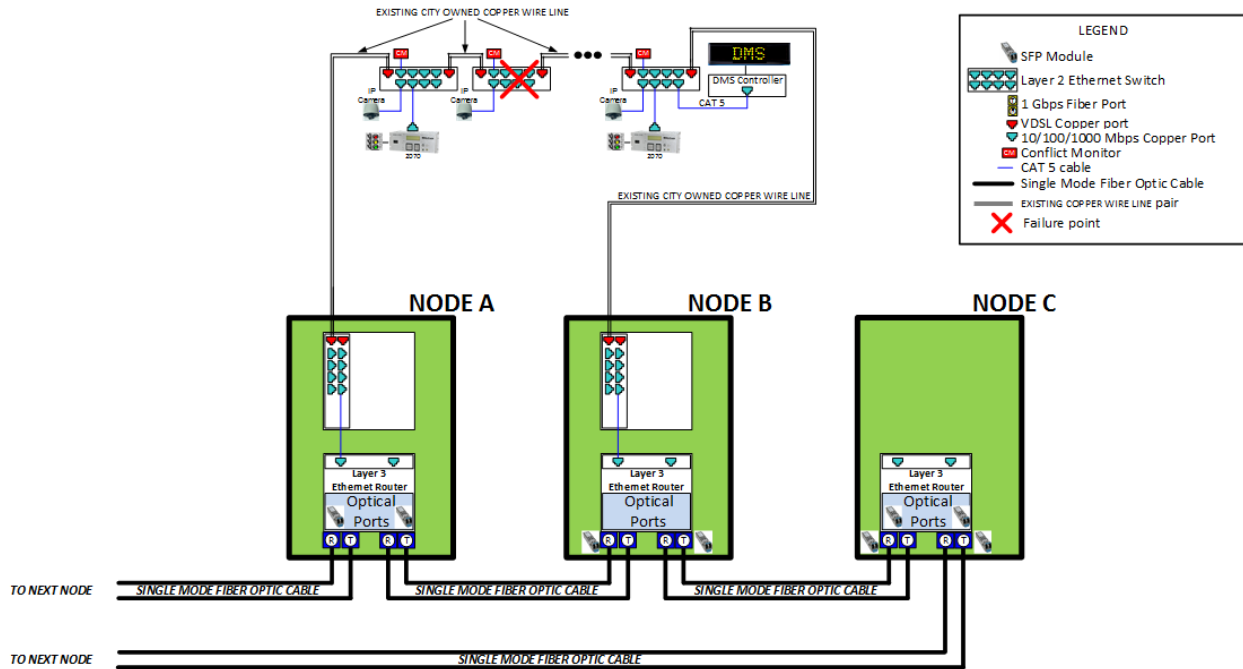 EXISTING CITY OWNED COPPER WIRE LINE
CM
CM
CM
DMS
DMS Controller
IP
Camera
IP
Camera
IP
Camera
CAT 5
2070
2070
EXISTING CITY OWNED COPPER WIRE LINE
LEGEND
SFP Module
Layer 2 Ethernet Switch
1 Gbps Fiber Port
VDSL Copper port
10/100/1000 Mbps Copper Port
CM
Conflict Monitor
CAT 5 cable
Single Mode Fiber Optic Cable
EXISTING COPPER WIRE LINE pair
Failure point
NODE A
NODE B
NODE C
Layer 3
Ethernet Router
Optical
Ports
R T R T
Layer 3
Ethernet Router
Optical
Ports
R T R T
Layer 3
Ethernet Router
Optical
Ports
R T R T
TO NEXT NODE
SINGLE MODE FIBER OPTIC CABLE
SINGLE MODE FIBER OPTIC CABLE
SINGLE MODE FIBER OPTIC CABLE
TO NEXT NODE
SINGLE MODE FIBER OPTIC CABLE